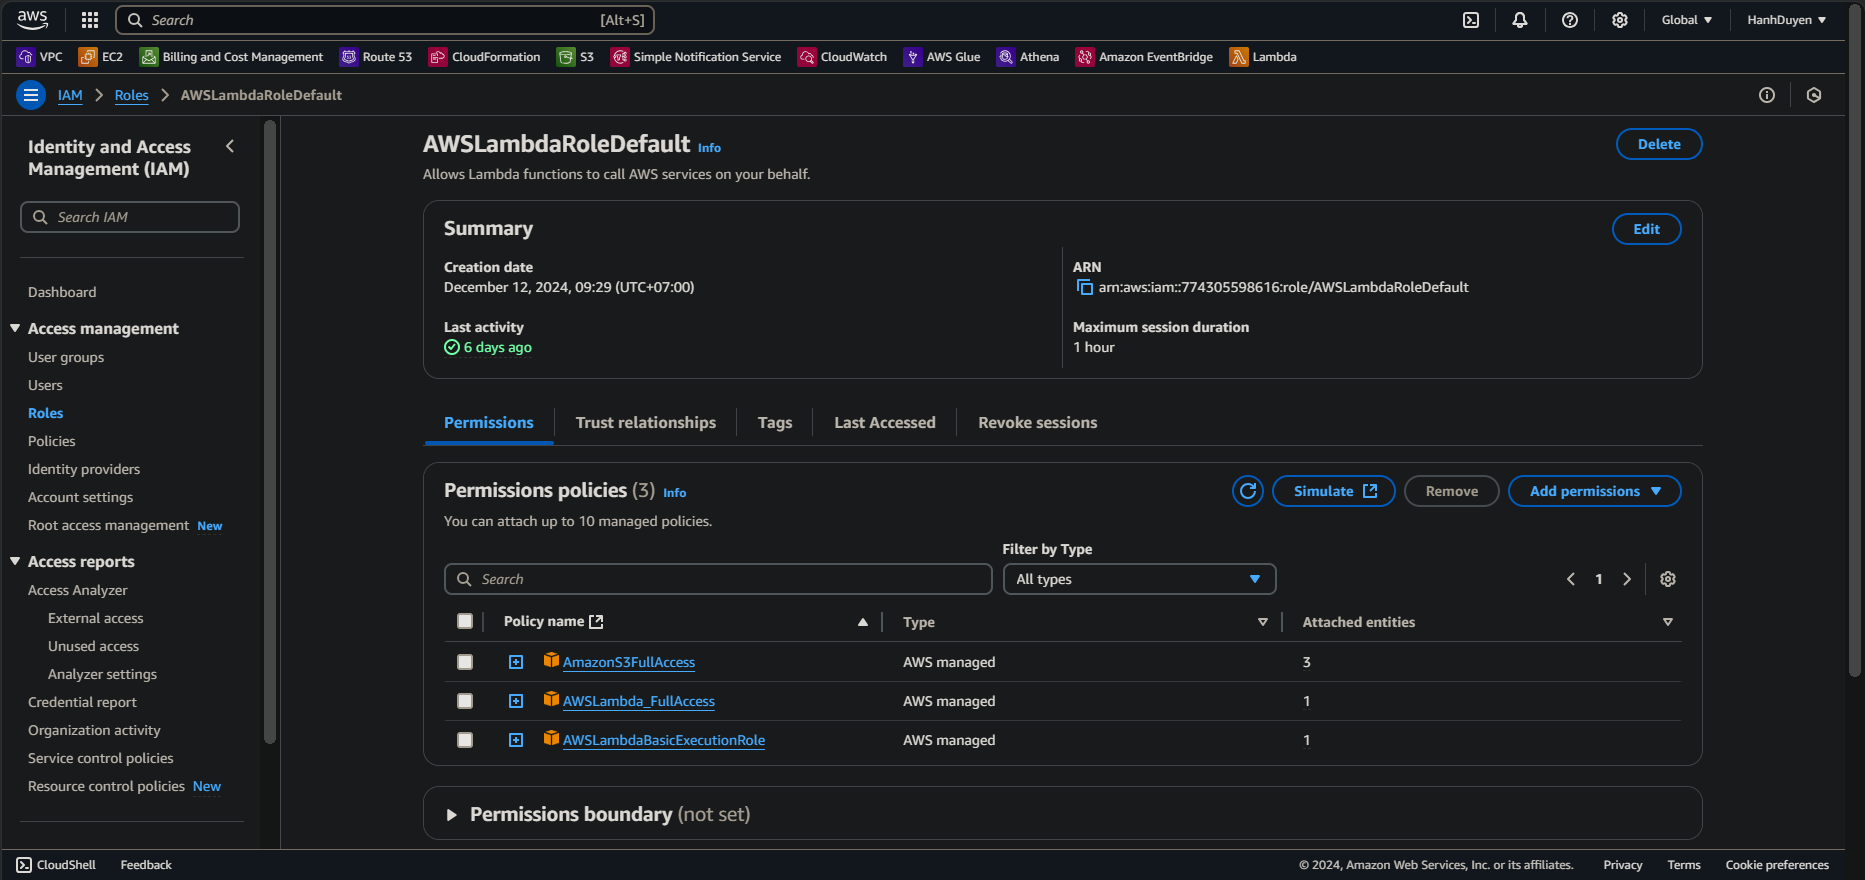 aws
Search [Alt+S]
Global HanhDuyen
VPC EC2 Billing and Cost Management Route 53 CloudFormation S3 Simple Notification Service CloudWatch AWS Glue Athena Amazon EventBridge Lambda
IAM Roles AWSLambdaRoleDefault
Identity and Access
Management (IAM)
Search IAM
Dashboard
Access management
User groups
Users
Roles
Policies
Identity providers
Account settings
Root access management New
Access reports
Access Analyzer
External access
Unused access
Analyzer settings
Credential report
Organization activity
Service control policies
Resource control policies New
AWSLambdaRoleDefault Info
Delete
Allows Lambda functions to call AWS services on your behalf.
Summary
Edit
Creation date
December 12, 2024, 09:29 (UTC+07:00)
Last activity
6 days ago
ARN
arn:aws:iam::774305598616:role/AWSLambdaRoleDefault
Maximum session duration
1 hour
Permissions Trust relationships Tags Last Accessed Revoke sessions
Permissions policies (3) Info
Simulate Remove Add permissions
You can attach up to 10 managed policies.
Filter by Type
Search All types 1
Policy name Type Attached entities
AmazonS3FullAccess AWS managed 3
AWSLambda_FullAccess AWS managed 1
AWSLambdaBasicExecutionRole AWS managed 1
Permissions boundary (not set)
CloudShell Feedback © 2024, Amazon Web Services, Inc. or its affiliates. Privacy Terms Cookie preferences